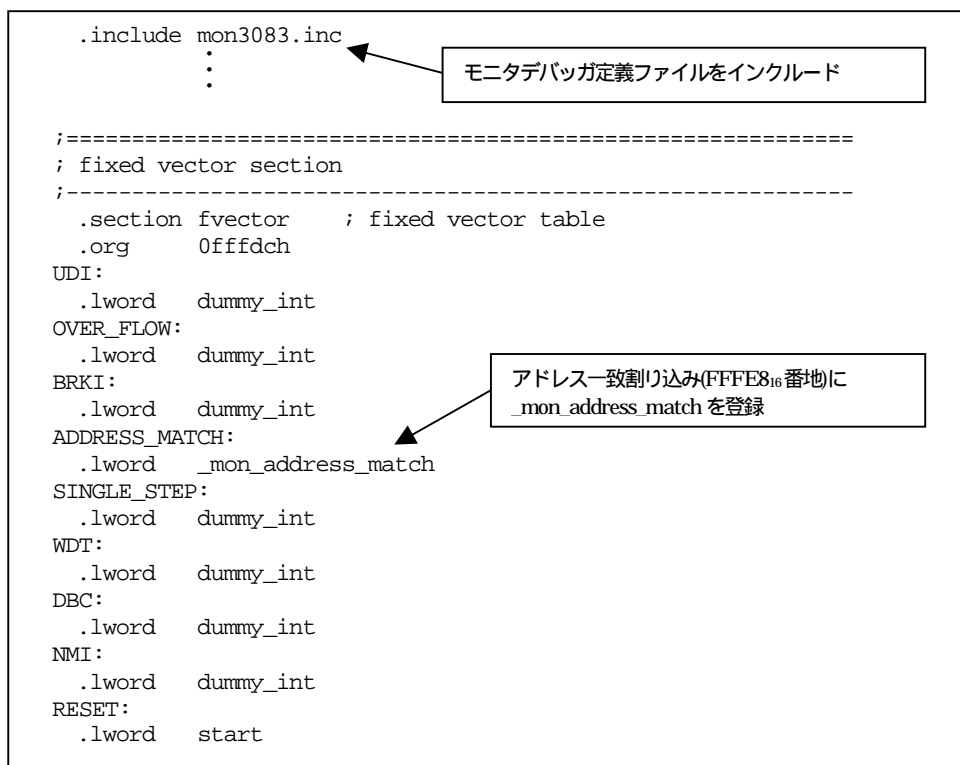 .include mon3083.inc
:
:
モニタデバッガ定義ファイルをインクルード
;=========================================================
; fixed vector section
;---------------------------------------------------------
.section fvector ; fixed vector table
.org 0fffdch
UDI:
.lword dummy_int
OVER_FLOW:
.lword dummy_int
BRKI:
.lword dummy_int
アドレス一致割り込み(FFFE8₁₆番地)に
_mon_address_match を登録
ADDRESS_MATCH:
.lword _mon_address_match
SINGLE_STEP:
.lword dummy_int
WDT:
.lword dummy_int
DBC:
.lword dummy_int
NMI:
.lword dummy_int
RESET:
.lword start